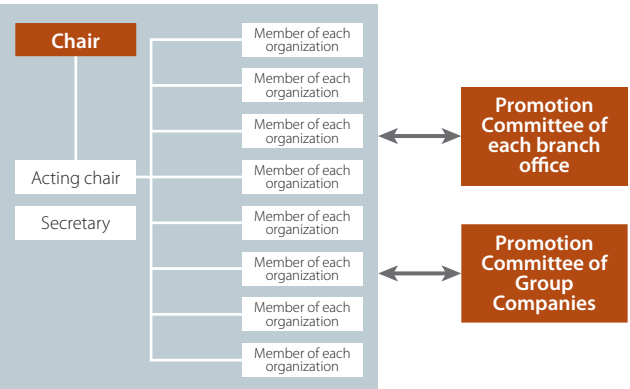 Chair
Acting chair
Secretary
Member of each
organization
Member of each
organization
Member of each
organization
Member of each
organization
Member of each
organization
Member of each
organization
Member of each
organization
Member of each
organization
Promotion
Committee of
each branch
office
Promotion
Committee of
Group
Companies